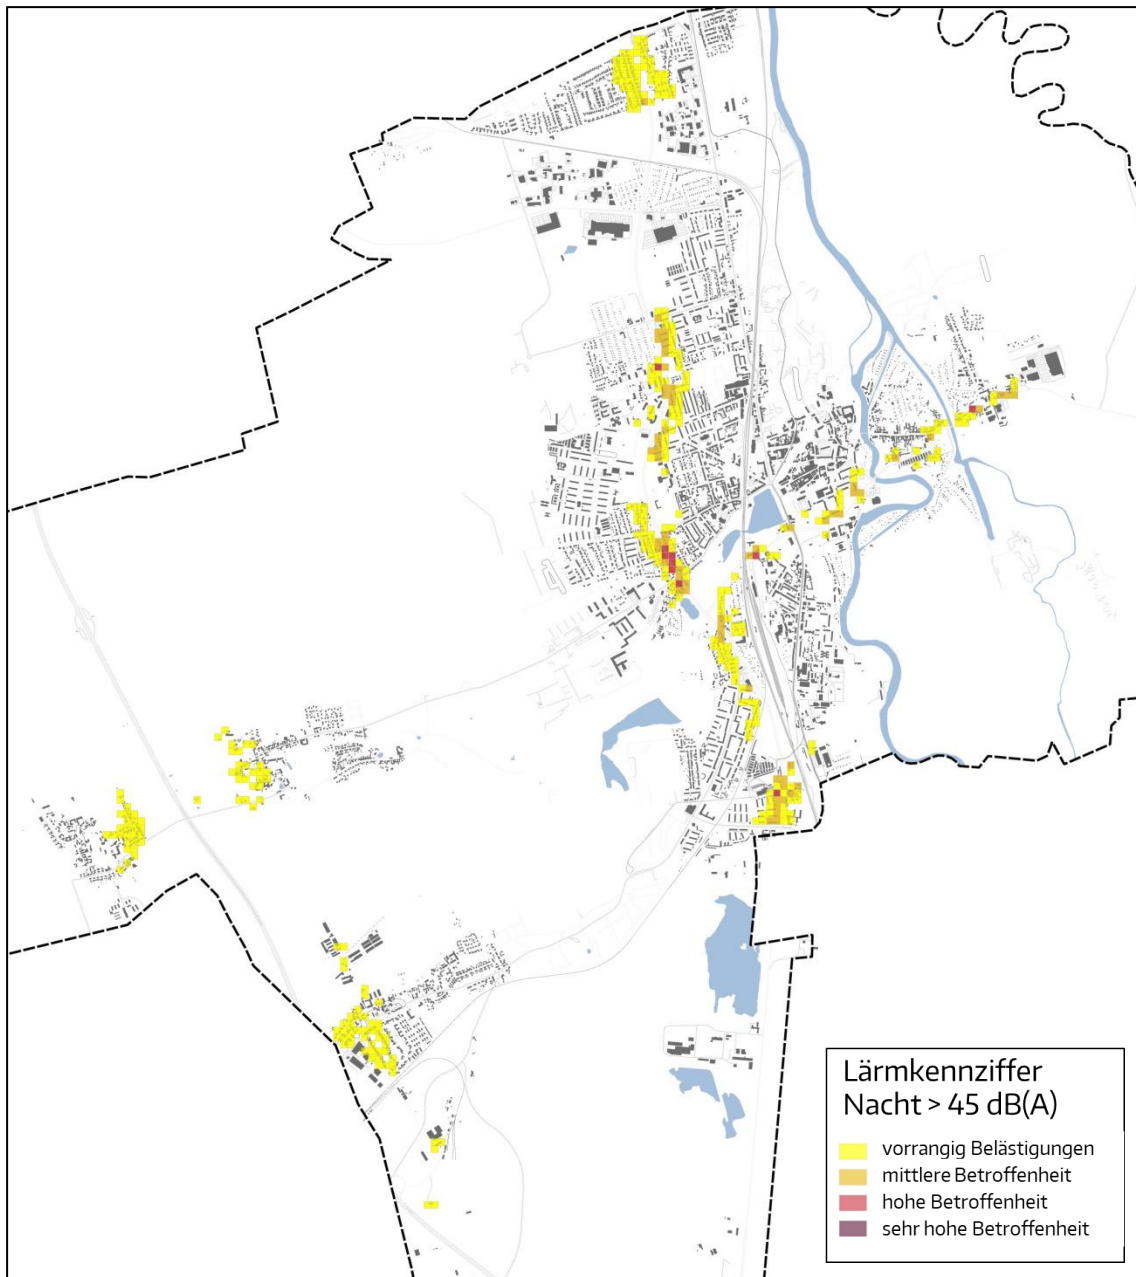 Lärmkennziffer
Nacht > 45 dB(A)
vorrangig Belästigungen
mittlere Betroffenheit
hohe Betroffenheit
sehr hohe Betroffenheit